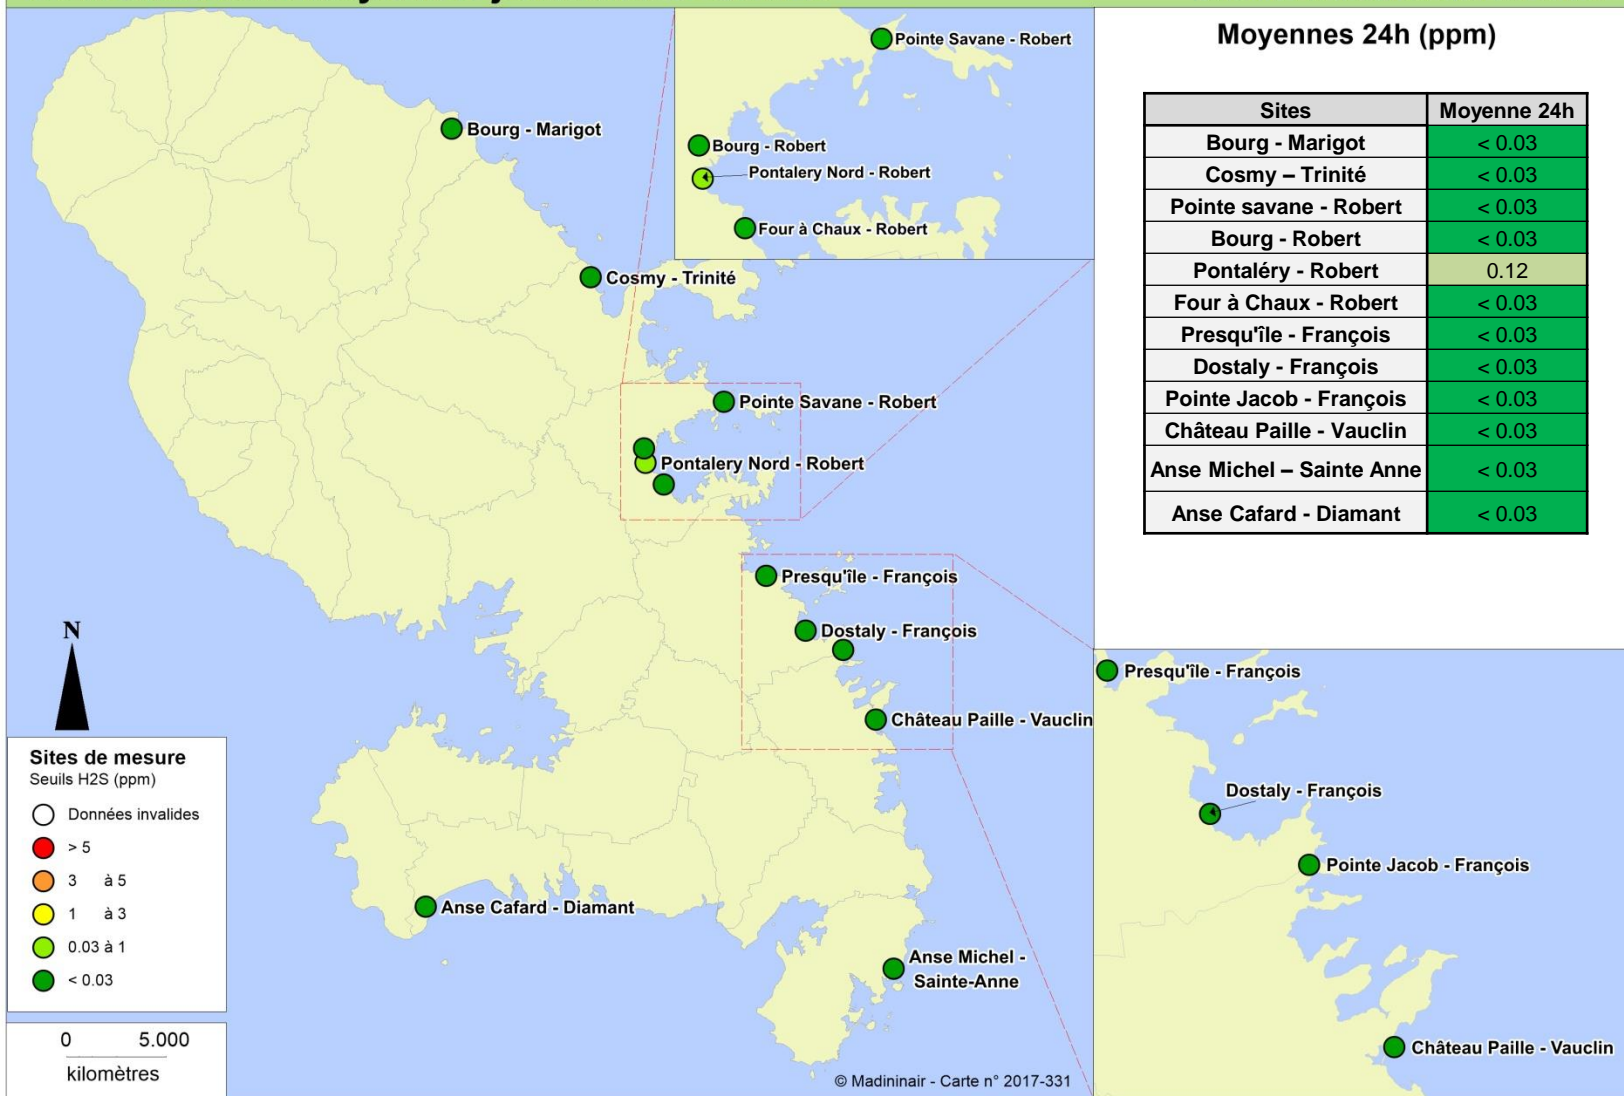 Pointe Savane - Robert
Bourg - Robert
Pontalery Nord - Robert
Four à Chaux - Robert
Bourg - Marigot
Cosmy - Trinité
Pointe Savane - Robert
Pontalery Nord - Robert
Presqu'île - François
Dostaly - François
Château Paille - Vauclin
Anse Cafard - Diamant
Anse Michel -
Sainte-Anne
N
Sites de mesure
Seuils H2S (ppm)
Données invalides
> 5
3 à 5
1 à 3
0.03 à 1
< 0.03
0 5.000
kilomètres
© Madininair - Carte n° 2017-331
Moyennes 24h (ppm)
Sites Moyenne 24h
Bourg - Marigot < 0.03
Cosmy – Trinité < 0.03
Pointe savane - Robert < 0.03
Bourg - Robert < 0.03
Pontaléry - Robert 0.12
Four à Chaux - Robert < 0.03
Presqu'île - François < 0.03
Dostaly - François < 0.03
Pointe Jacob - François < 0.03
Château Paille - Vauclin < 0.03
Anse Michel – Sainte Anne < 0.03
Anse Cafard - Diamant < 0.03
Presqu'île - François
Dostaly - François
Pointe Jacob - François
Château Paille - Vauclin